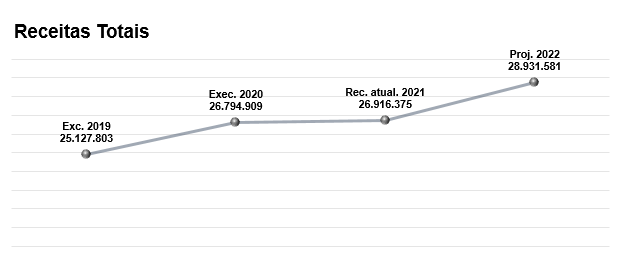 Receitas Totais
Exc. 2019
25.127.803
Exec. 2020
26.794.909
Rec. atual. 2021
26.916.375
Proj. 2022
28.931.581